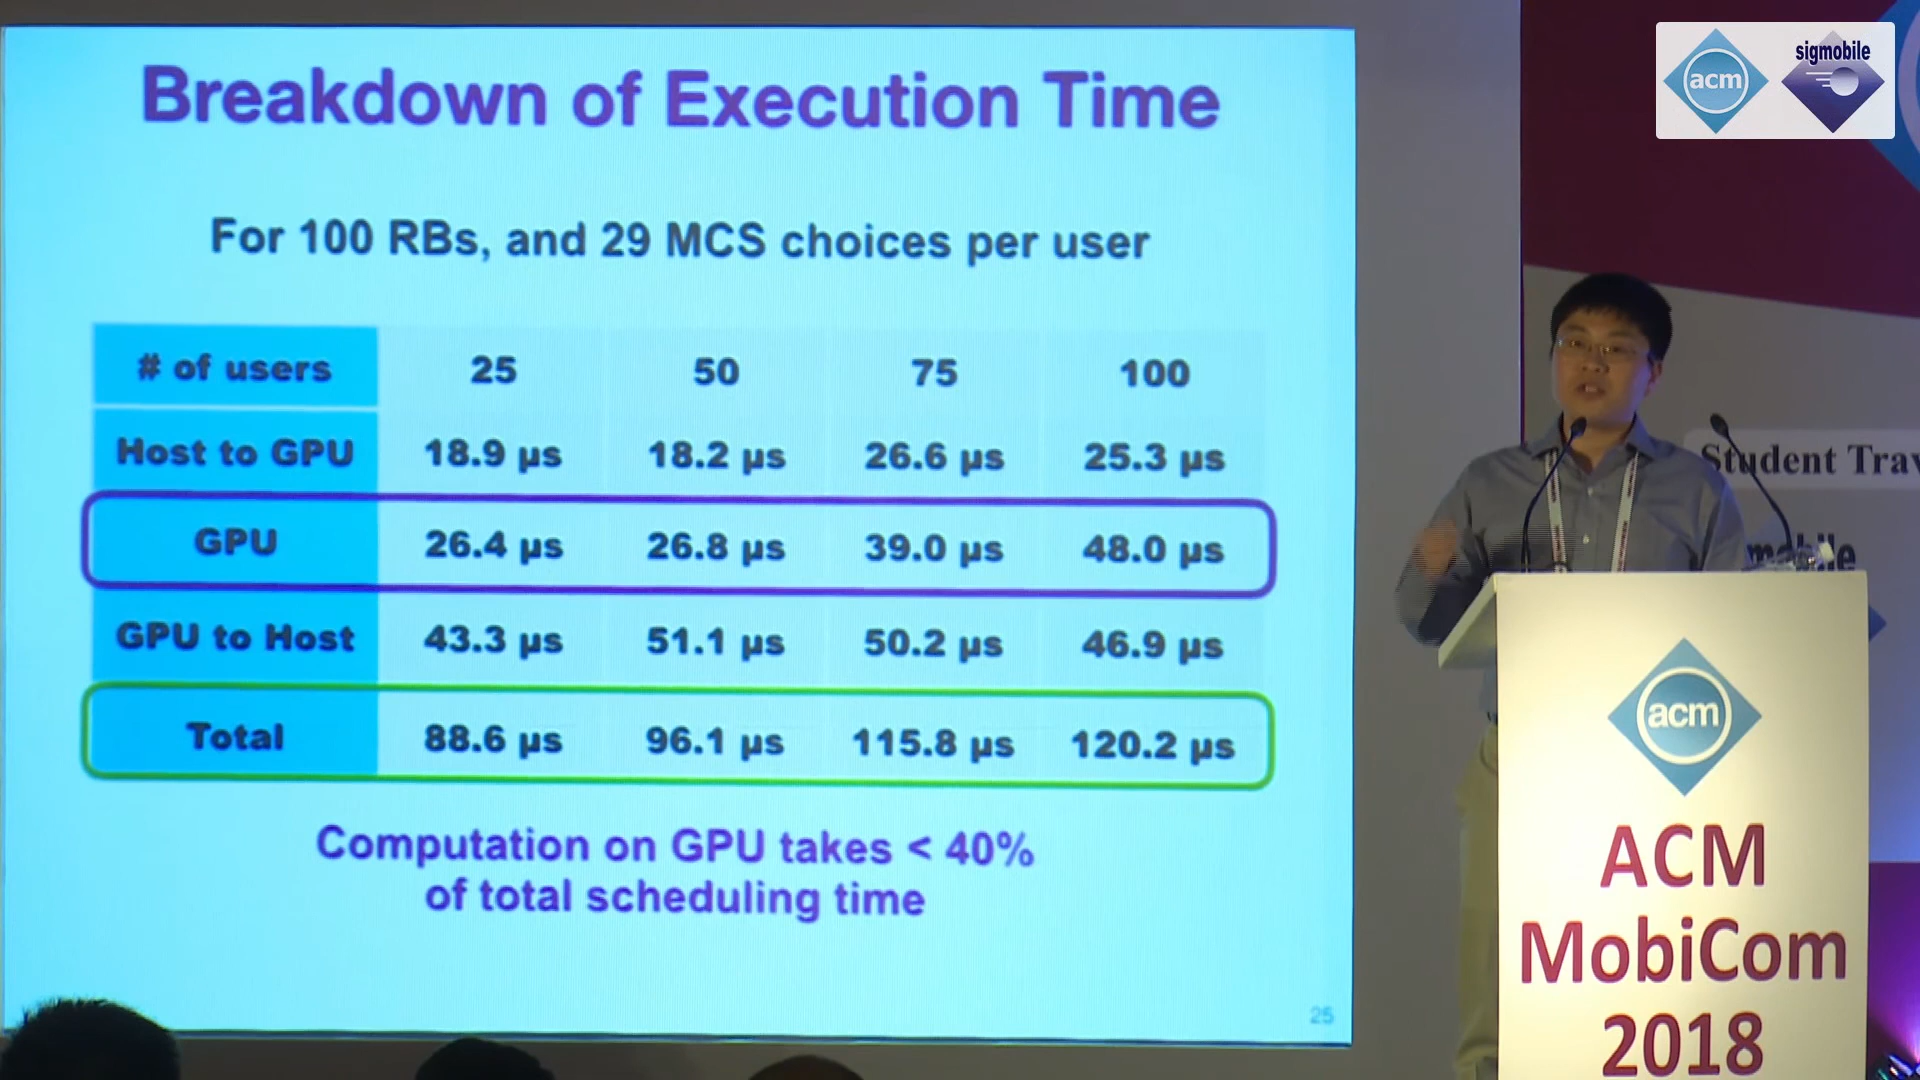 Breakdown of Execution Time
For 100 RBs, and 29 MCS choices per user
# of users 25 50 75 100
Host to GPU 18.9 µs 18.2 µs 26.6 µs 25.3 µs
GPU 26.4 µs 26.8 µs 39.0 µs 48.0 µs
GPU to Host 43.3 µs 51.1 µs 50.2 µs 46.9 µs
Total 88.6 µs 96.1 µs 115.8 µs 120.2 µs
Computation on GPU takes < 40%
of total scheduling time
25
acm
sigmobile
Student Trav
mobile
acm
ACM
MobiCom
2018